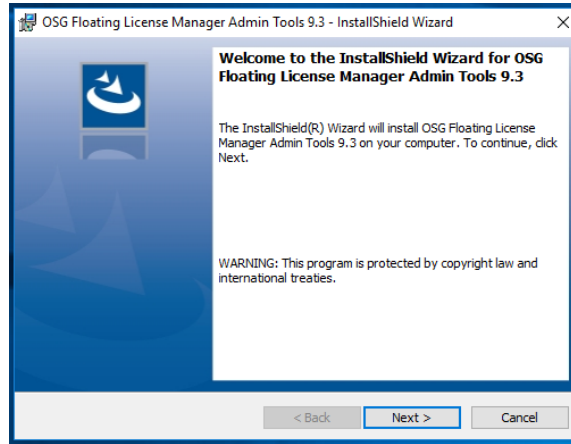 OSG Floating License Manager Admin Tools 9.3 - InstallShield Wizard
Welcome to the InstallShield Wizard for OSG
Floating License Manager Admin Tools 9.3
The InstallShield(R) Wizard will install OSG Floating License
Manager Admin Tools 9.3 on your computer. To continue, click
Next.
WARNING: This program is protected by copyright law and
international treaties.
< Back Next > Cancel